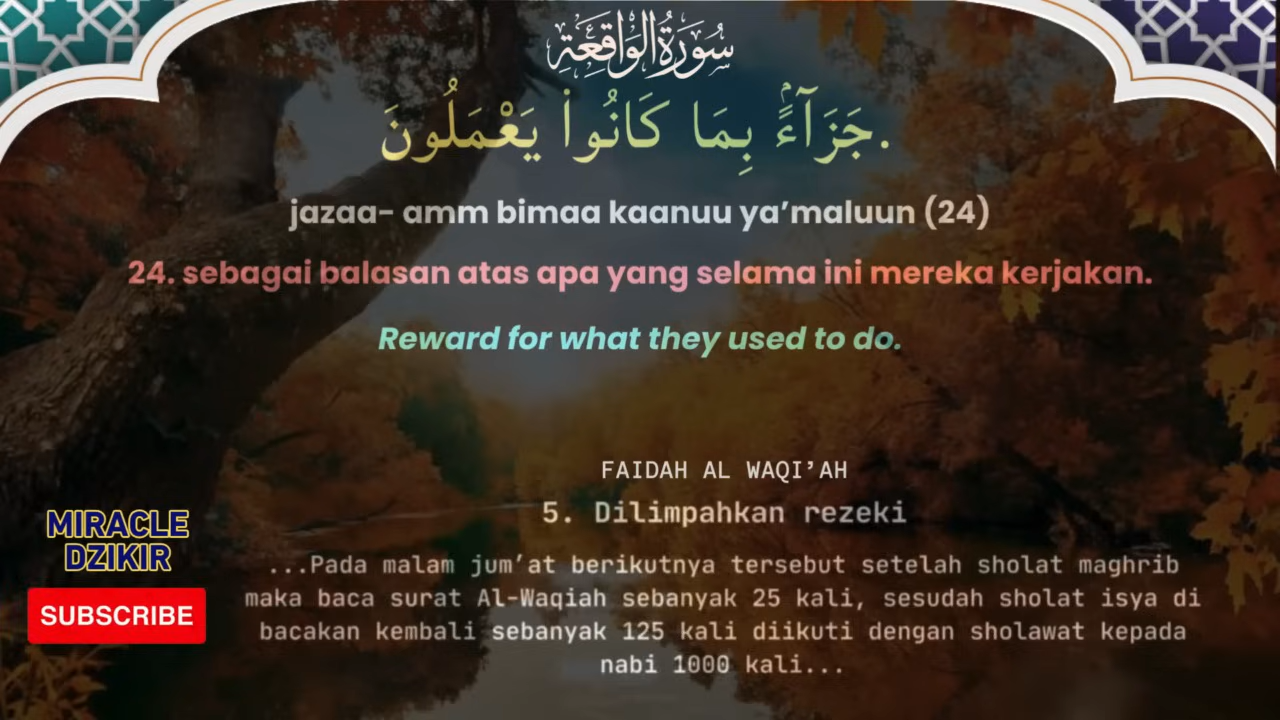 سُورَةُ الْوَاقِعَةِ
جَزَآءًۢ بِمَا كَانُوا۟ يَعْمَلُونَ.
jazaa- amm bimaa kaanuu ya’maluun (24)
24. sebagai balasan atas apa yang selama ini mereka kerjakan.
Reward for what they used to do.
FAIDAH AL WAQI’AH
5. Dilimpahkan rezeki
...Pada malam jum’at berikutnya tersebut setelah sholat maghrib
maka baca surat Al-Waqiah sebanyak 25 kali, sesudah sholat isya di
bacakan kembali sebanyak 125 kali diikuti dengan sholawat kepada
nabi 1000 kali...
MIRACLE
DZIKIR
SUBSCRIBE